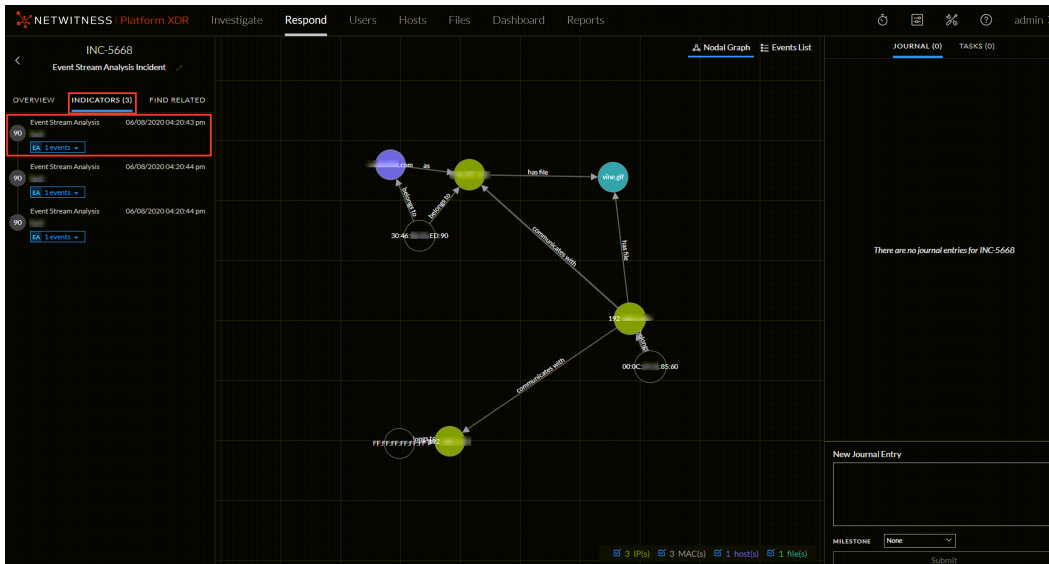 NETWITNESS Platform XDR
Investigate Respond Users Hosts Files Dashboard Reports
admin
INC-5668
Event Stream Analysis Incident
OVERVIEW INDICATORS (3) FIND RELATED
90 Event Stream Analysis 06/08/2020 04:20:43 pm
EA 1 events
90 Event Stream Analysis 06/08/2020 04:20:44 pm
EA 1 events
90 Event Stream Analysis 06/08/2020 04:20:44 pm
EA 1 events
Nodal Graph Events List
.com as
has file
vine.gif
belongs to
belongs to
30:46: ED:90
communicates with
has file
192
belongs
00:0C: :85:60
communicates with
FF:FF:FF:FF:FF
192
3 IP(s) 3 MAC(s) 1 host(s) 1 file(s)
JOURNAL (0) TASKS (0)
There are no journal entries for INC-5668
New Journal Entry
MILESTONE None
Submit